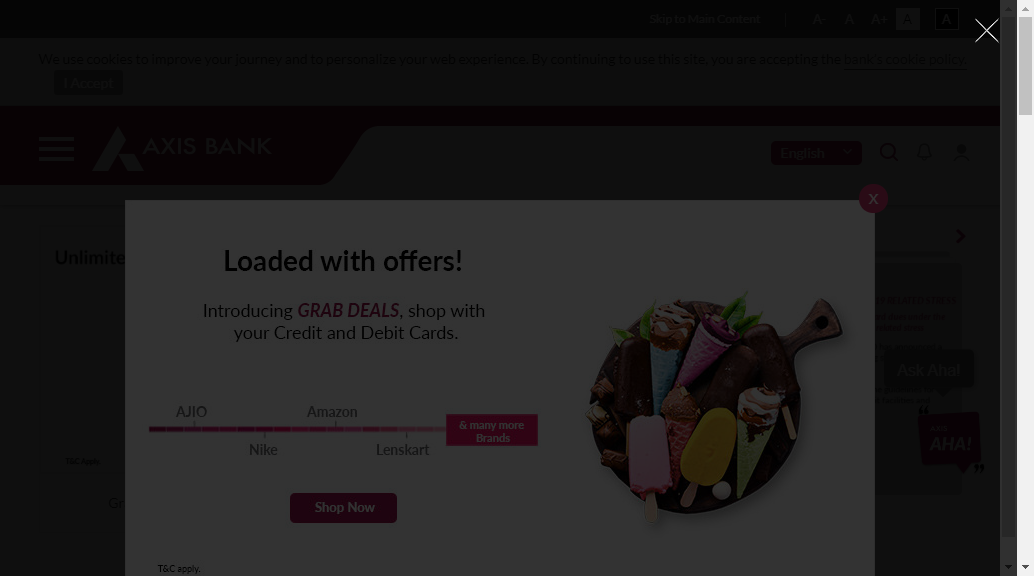 Skip to Main Content | A- A A+ A A
We use cookies to improve your journey and to personalize your web experience. By continuing to use this site, you are accepting the bank's cookie policy.
I Accept
AXIS BANK
English
X
Unlimite
Loaded with offers!
Introducing GRAB DEALS, shop with
your Credit and Debit Cards.
Ask Aha!
AJIO
Amazon
& many more
Brands
Nike
Lenskart
AXIS
AHA!
T&C apply.
Gr
Shop Now
T&C apply.